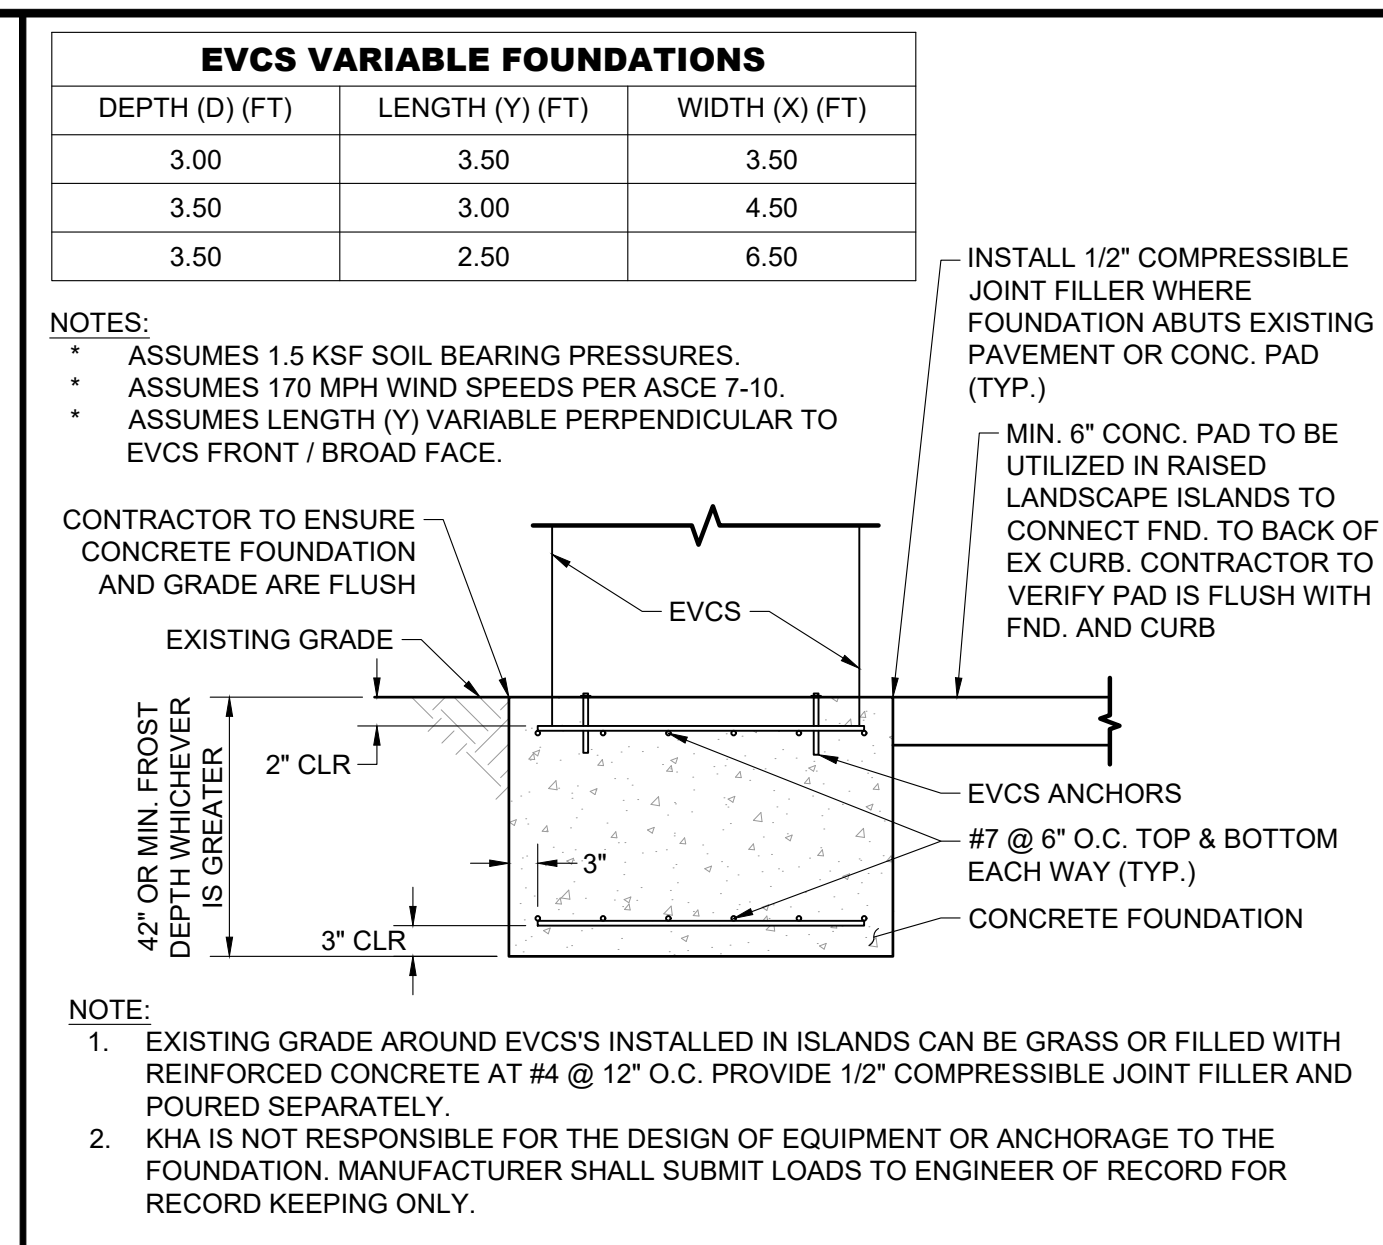 EVCS VARIABLE FOUNDATIONS
DEPTH (D) (FT) LENGTH (Y) (FT) WIDTH (X) (FT)
3.00 3.50 3.50
3.50 3.00 4.50
3.50 2.50 6.50
NOTES:
* ASSUMES 1.5 KSF SOIL BEARING PRESSURES.
* ASSUMES 170 MPH WIND SPEEDS PER ASCE 7-10.
* ASSUMES LENGTH (Y) VARIABLE PERPENDICULAR TO
EVCS FRONT / BROAD FACE.
INSTALL 1/2" COMPRESSIBLE
JOINT FILLER WHERE
FOUNDATION ABUTS EXISTING
PAVEMENT OR CONC. PAD
(TYP.)
MIN. 6" CONC. PAD TO BE
UTILIZED IN RAISED
LANDSCAPE ISLANDS TO
CONNECT FND. TO BACK OF
EX CURB. CONTRACTOR TO
VERIFY PAD IS FLUSH WITH
FND. AND CURB
CONTRACTOR TO ENSURE
CONCRETE FOUNDATION
AND GRADE ARE FLUSH
EVCS
EXISTING GRADE
42" OR MIN. FROST
DEPTH WHICHEVER
IS GREATER
2" CLR
EVCS ANCHORS
#7 @ 6" O.C. TOP & BOTTOM
EACH WAY (TYP.)
3"
CONCRETE FOUNDATION
3" CLR
NOTE:
1. EXISTING GRADE AROUND EVCS'S INSTALLED IN ISLANDS CAN BE GRASS OR FILLED WITH
REINFORCED CONCRETE AT #4 @ 12" O.C. PROVIDE 1/2" COMPRESSIBLE JOINT FILLER AND
POURED SEPARATELY.
2. KHA IS NOT RESPONSIBLE FOR THE DESIGN OF EQUIPMENT OR ANCHORAGE TO THE
FOUNDATION. MANUFACTURER SHALL SUBMIT LOADS TO ENGINEER OF RECORD FOR
RECORD KEEPING ONLY.